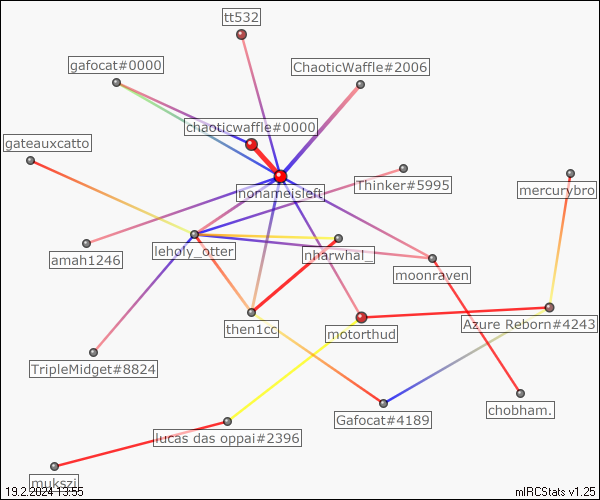 tt532
gafocat#0000
ChaoticWaffle#2006
chaoticwaffle#0000
gateauxcatto
Thinker#5995
mercurybro
nonameisleft
leholy_otter
nharwhal_
amah1246
moonraven
then1cc
motorthud
Azure Reborn#4243
TripleMidget#8824
Gafocat#4189
chobham.
lucas das oppai#2396
mukszi
19.2.2024 13:55
mIRCStats v1.25